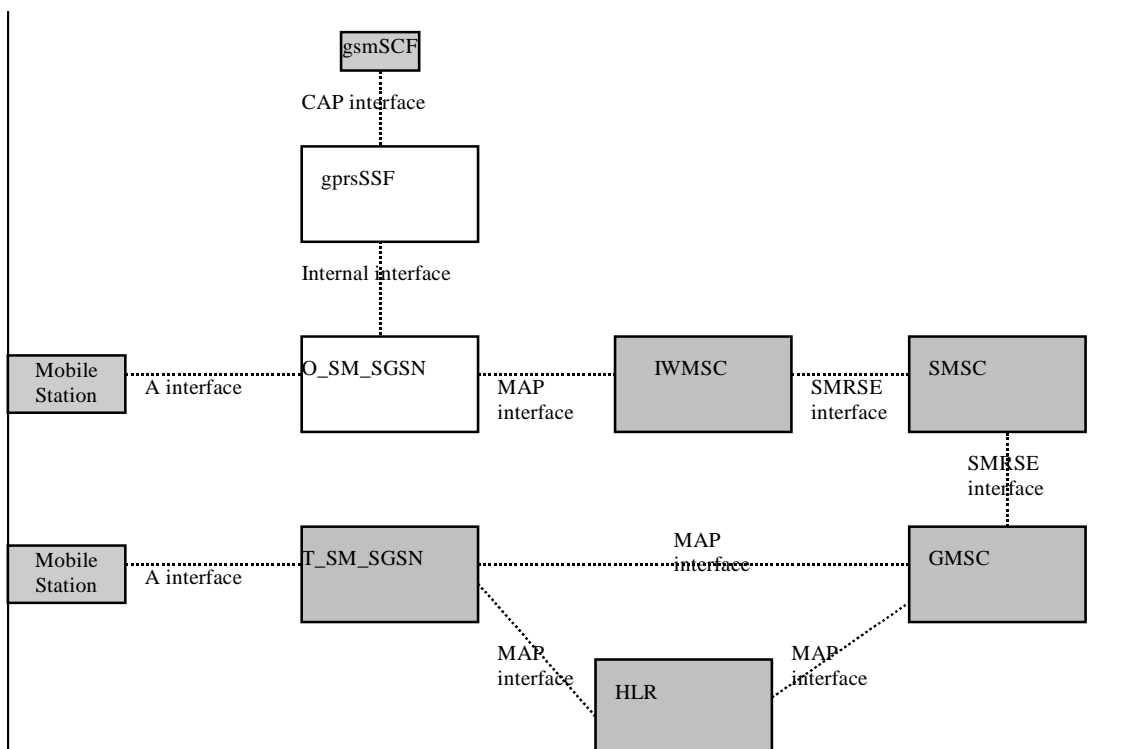 gsmSCF
CAP interface
gprsSSF
Internal interface
Mobile
Station
A interface
O_SM_SGSN
MAP
interface
IWMSC
SMRSE
interface
SMSC
SMRSE
interface
Mobile
Station
A interface
T_SM_SGSN
MAP
interface
GMSC
MAP
interface
HLR
MAP
interface